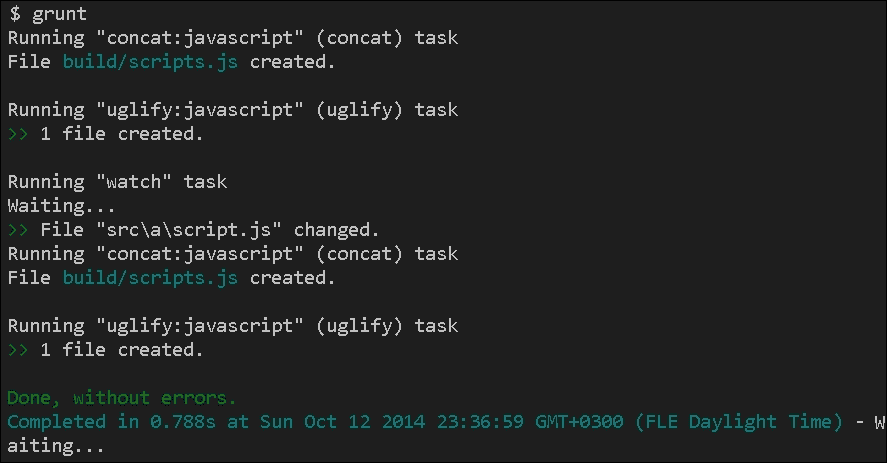 $ grunt
Running "concat:javascript" (concat) task
File build/scripts.js created.
Running "uglify:javascript" (uglify) task
>> 1 file created.
Running "watch" task
Waiting...
>> File "src\a\script.js" changed.
Running "concat:javascript" (concat) task
File build/scripts.js created.
Running "uglify:javascript" (uglify) task
>> 1 file created.
Done, without errors.
Completed in 0.788s at Sun Oct 12 2014 23:36:59 GMT+0300 (FLE Daylight Time) - W
aiting...